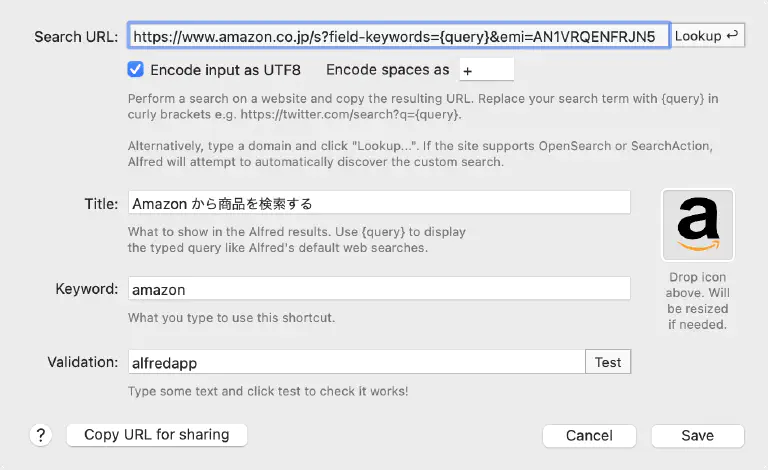 Search URL: https://www.amazon.co.jp/s?field-keywords={query}&emi=AN1VRQENFRJN5 Lookup ↩
Encode input as UTF8 Encode spaces as +
Perform a search on a website and copy the resulting URL. Replace your search term with {query} in
curly brackets e.g. https://twitter.com/search?q={query}.
Alternatively, type a domain and click "Lookup...". If the site supports OpenSearch or SearchAction,
Alfred will attempt to automatically discover the custom search.
Title: Amazon から商品を検索する
What to show in the Alfred results. Use {query} to display
the typed query like Alfred's default web searches.
a
Drop icon
above. Will
be resized
if needed.
Keyword: amazon
What you type to use this shortcut.
Validation: alfredapp Test
Type some text and click test to check it works!
? Copy URL for sharing Cancel Save